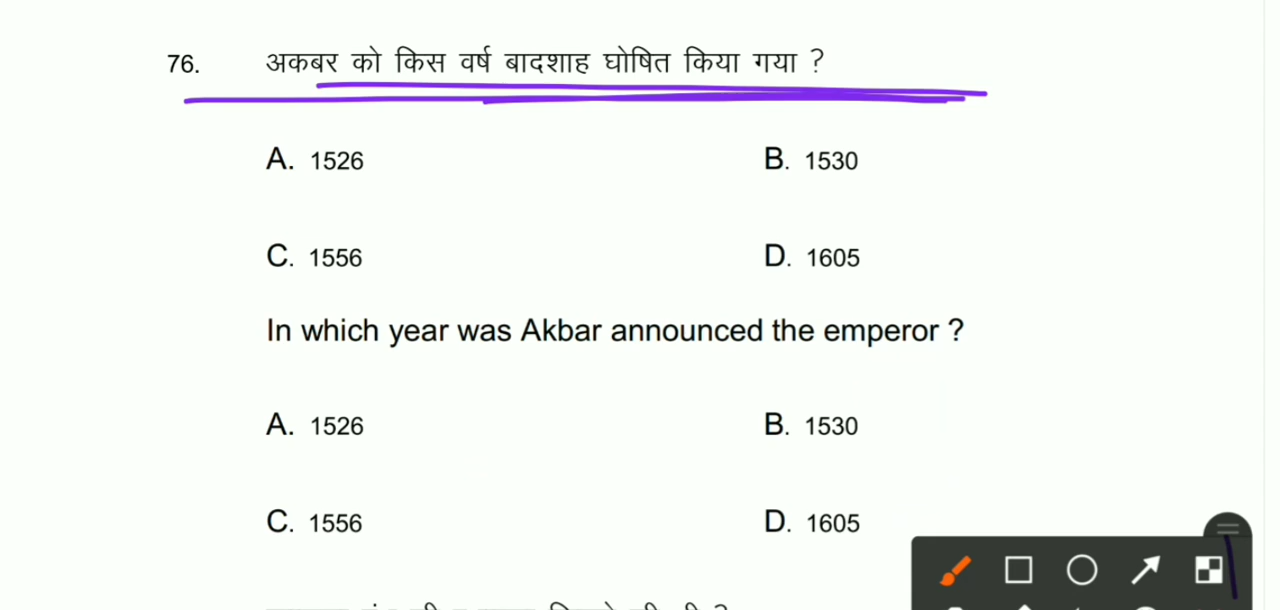 76. अकबर को किस वर्ष बादशाह घोषित किया गया ?
A. 1526 B. 1530
C. 1556 D. 1605
In which year was Akbar announced the emperor ?
A. 1526 B. 1530
C. 1556 D. 1605